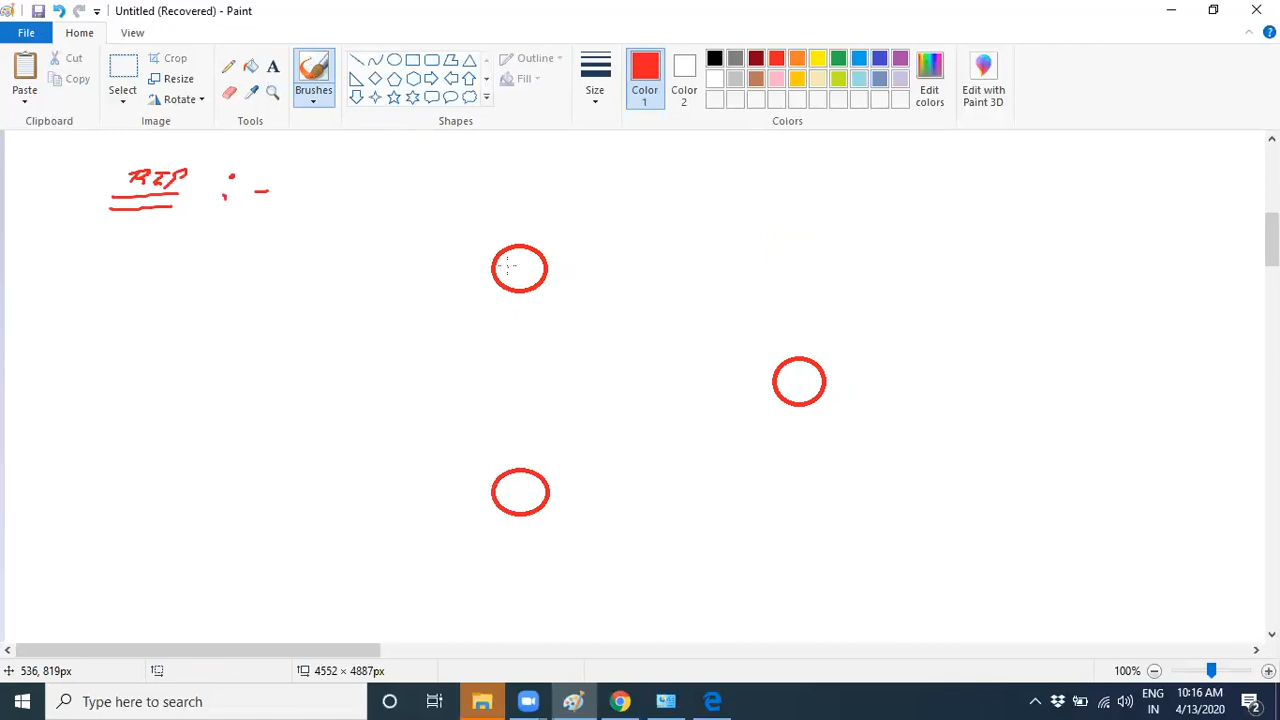 Untitled (Recovered) - Paint
File Home View
Paste Cut Copy Clipboard
Select Crop Resize Rotate Image
Tools
Brushes
Outline Fill Shapes
Size
Color 1 Color 2 Edit colors Edit with Paint 3D Colors
RIP :-
536, 819px 4552 × 4887px 100%
Type here to search ENG IN 10:16 AM 4/13/2020 2